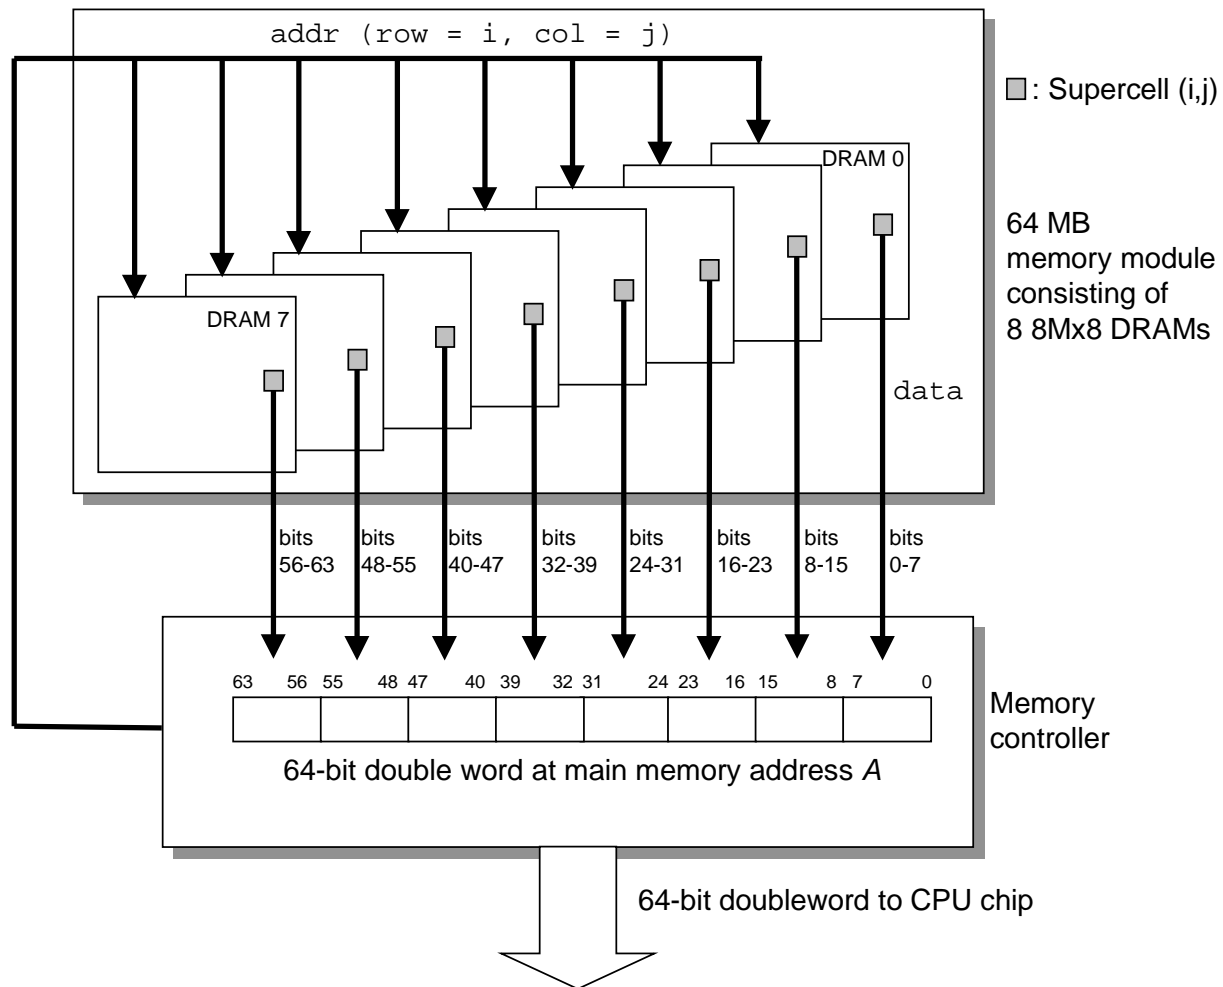 addr (row = i, col = j)
: Supercell (i,j)
DRAM 0
64 MB
memory module
consisting of
8 8Mx8 DRAMs
DRAM 7
data
bits
56-63
bits
48-55
bits
40-47
bits
32-39
bits
24-31
bits
16-23
bits
8-15
bits
0-7
63 56 55 48 47 40 39 32 31 24 23 16 15 8 7 0
Memory
controller
64-bit double word at main memory address A
64-bit doubleword to CPU chip